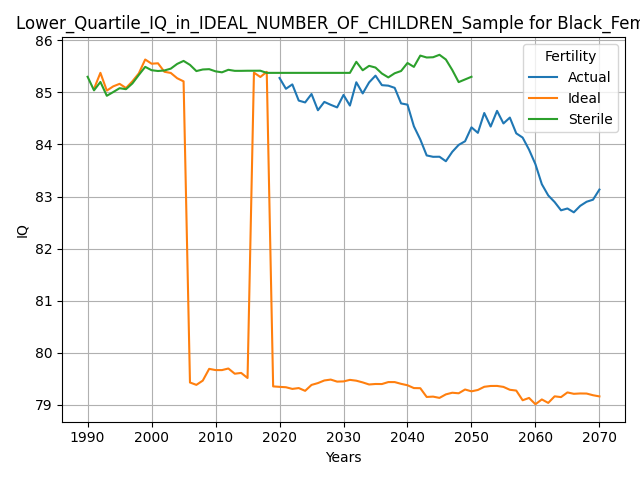 Lower_Quartile_IQ_in_IDEAL_NUMBER_OF_CHILDREN_Sample for Black_Fem
86
85
84
83
82
81
80
79
IQ
Fertility
Actual
Ideal
Sterile
1990 2000 2010 2020 2030 2040 2050 2060 2070
Years